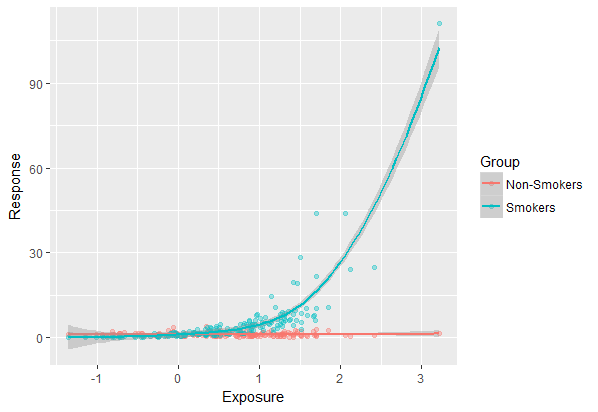 Response
90
60
30
0
-1 0 1 2 3
Exposure
Group
Non-Smokers
Smokers